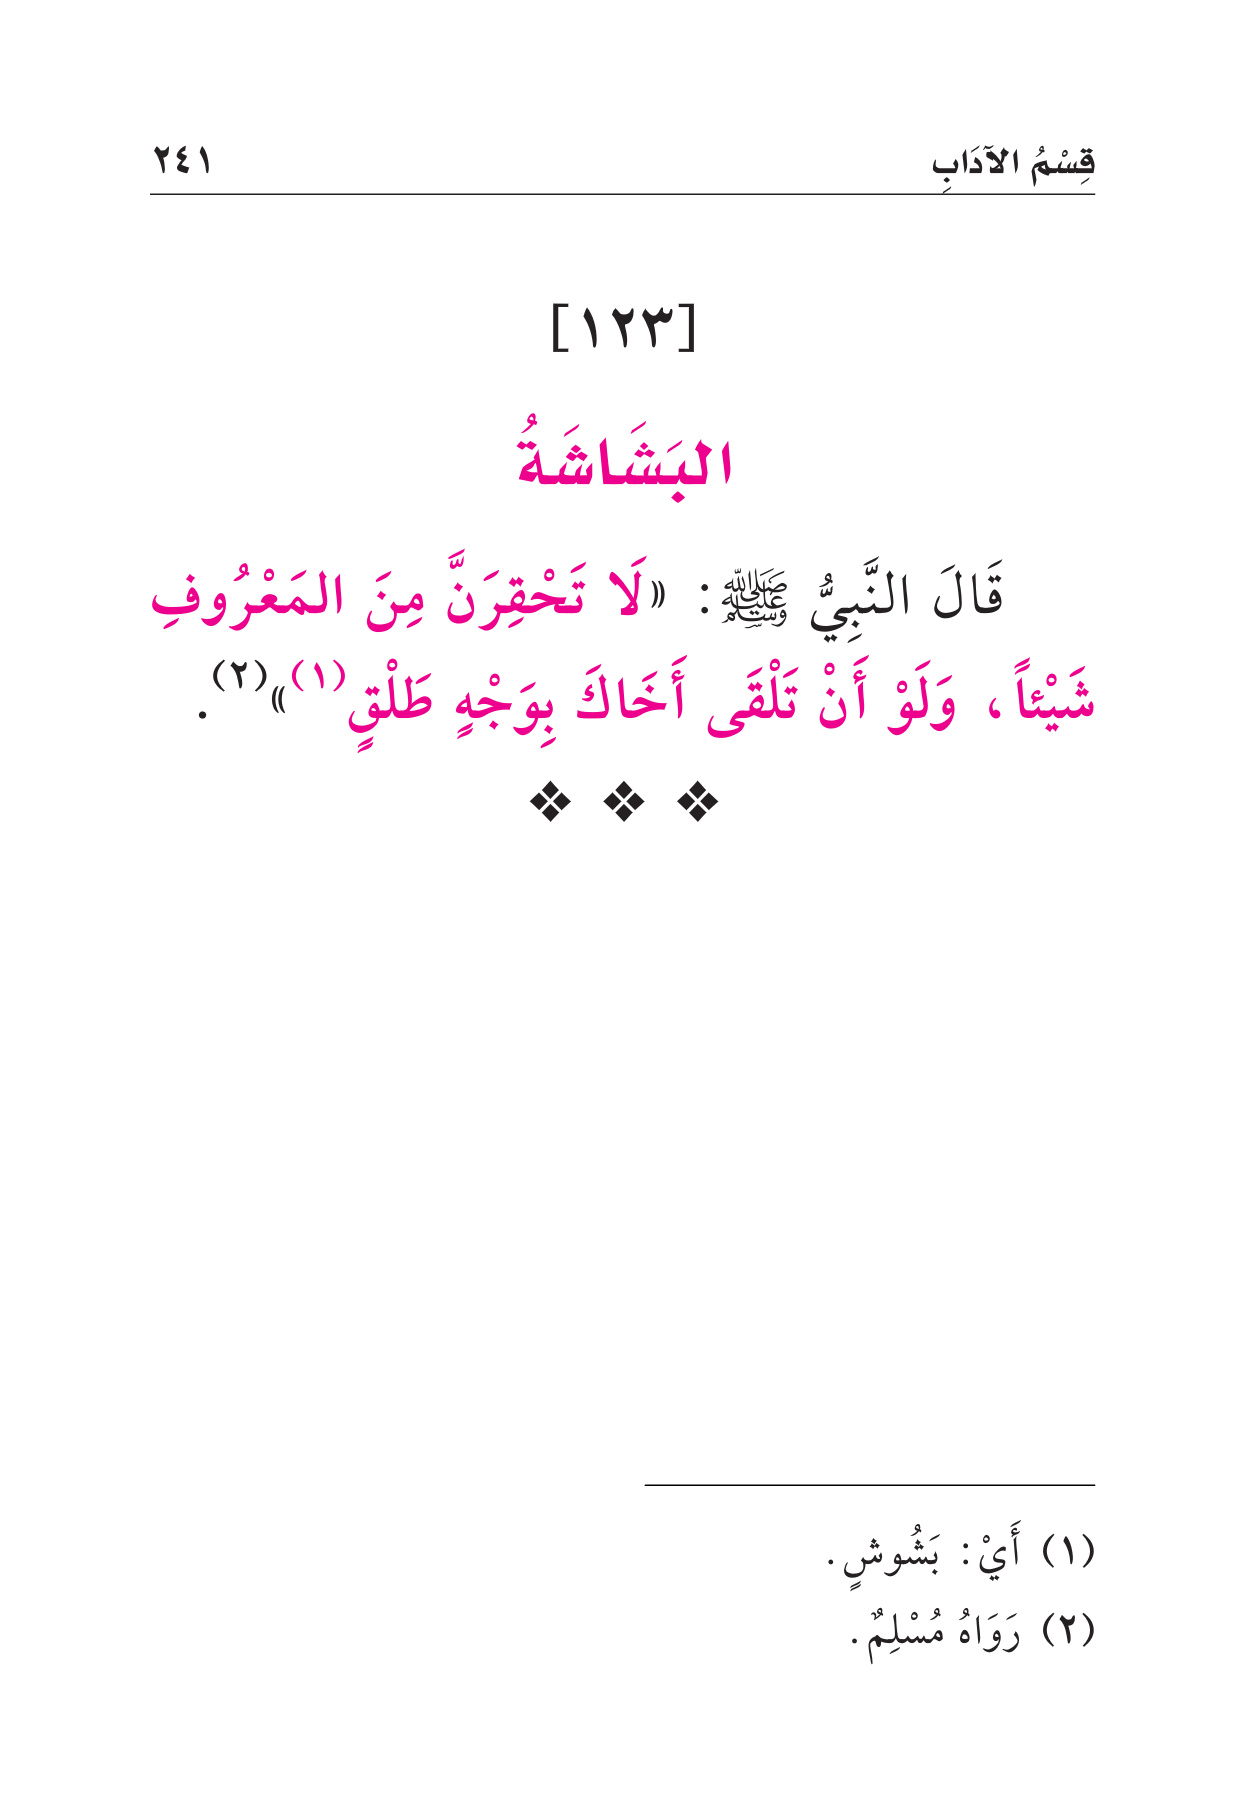 قِسْمُ الآدَابِ ٢٤١
[١٢٣]
البَشَاشَةُ
قَالَ النَّبِيُّ ﷺ: «لَا تَحْقِرَنَّ مِنَ المَعْرُوفِ
شَيْئاً، وَلَوْ أَنْ تَلْقَى أَخَاكَ بِوَجْهٍ طَلْقٍ(١)»(٢).
(١) أَيْ: بَشُوشٍ.
(٢) رَوَاهُ مُسْلِمٌ.